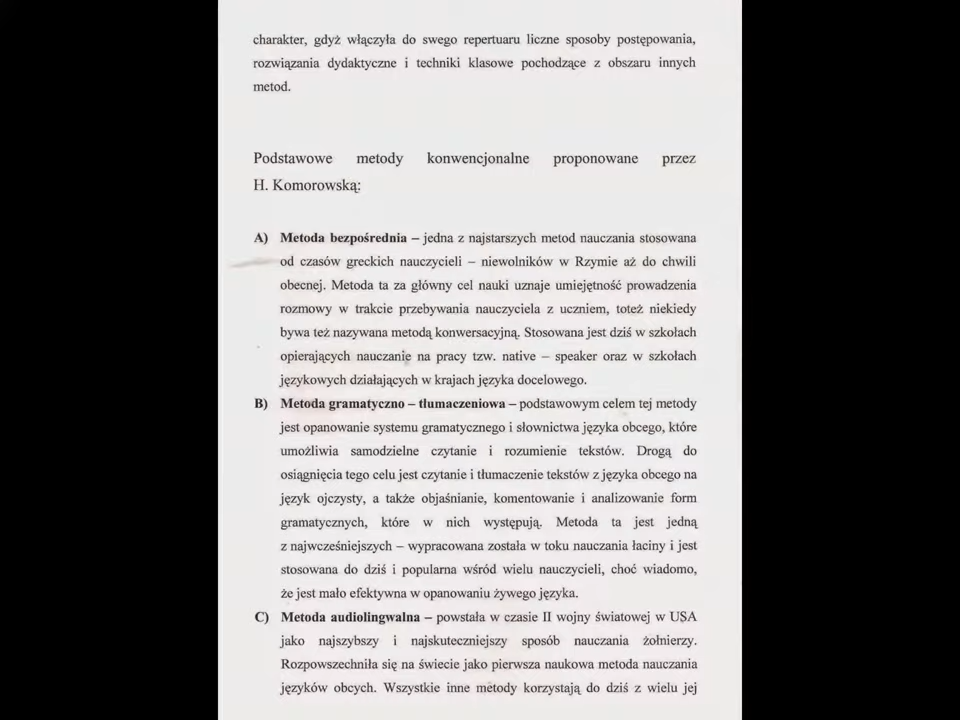 charakter, gdyż włączyła do swego repertuaru liczne sposoby postępowania,
rozwiązania dydaktyczne i techniki klasowe pochodzące z obszaru innych
metod.
Podstawowe metody konwencjonalne proponowane przez
H. Komorowską:
A) Metoda bezpośrednia – jedna z najstarszych metod nauczania stosowana
od czasów greckich nauczycieli – niewolników w Rzymie aż do chwili
obecnej. Metoda ta za główny cel nauki uznaje umiejętność prowadzenia
rozmowy w trakcie przebywania nauczyciela z uczniem, toteż niekiedy
bywa też nazywana metodą konwersacyjną. Stosowana jest dziś w szkołach
opierających nauczanie na pracy tzw. native – speaker oraz w szkołach
językowych działających w krajach języka docelowego.
B) Metoda gramatyczno – tłumaczeniowa – podstawowym celem tej metody
jest opanowanie systemu gramatycznego i słownictwa języka obcego, które
umożliwia samodzielne czytanie i rozumienie tekstów. Drogą do
osiągnięcia tego celu jest czytanie i tłumaczenie tekstów z języka obcego na
język ojczysty, a także objaśnianie, komentowanie i analizowanie form
gramatycznych, które w nich występują. Metoda ta jest jedną
z najwcześniejszych – wypracowana została w toku nauczania łaciny i jest
stosowana do dziś i popularna wśród wielu nauczycieli, choć wiadomo,
że jest mało efektywna w opanowaniu żywego języka.
C) Metoda audiolingwalna – powstała w czasie II wojny światowej w USA
jako najszybszy i najskuteczniejszy sposób nauczania żołnierzy.
Rozpowszechniła się na świecie jako pierwsza naukowa metoda nauczania
języków obcych. Wszystkie inne metody korzystają do dziś z wielu jej